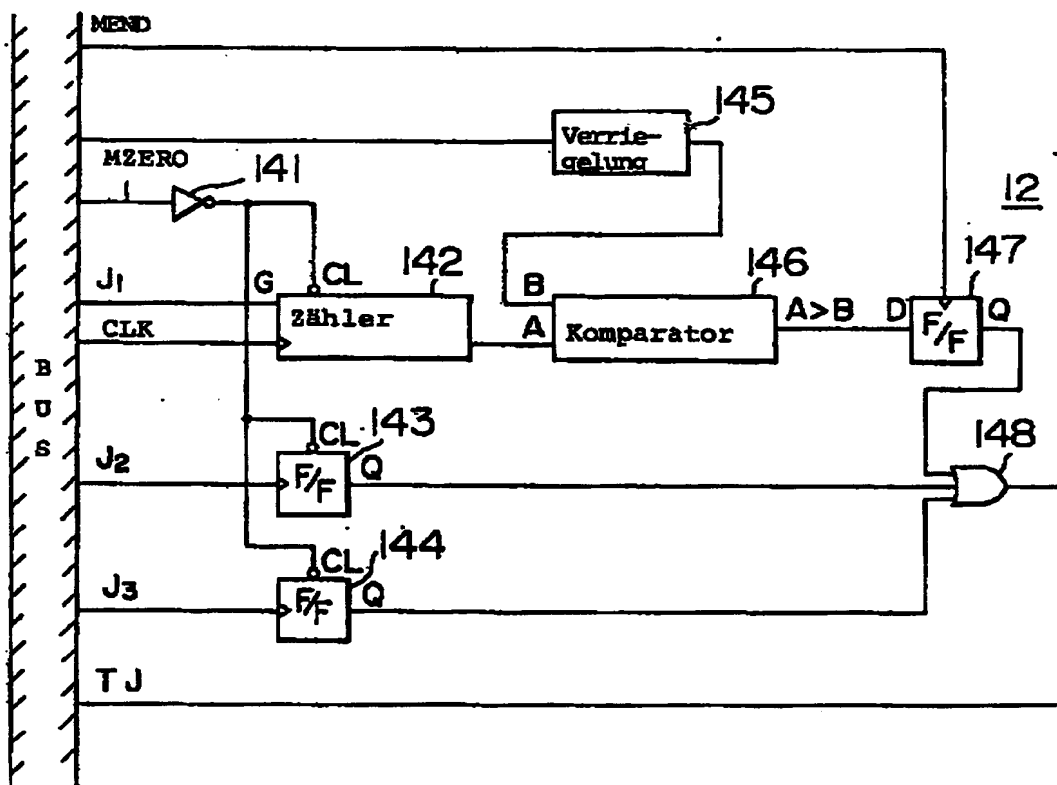 MEND
145
Verrie-
gelung
MZERO
141
12
J1
G
CL
142
B
146
147
CLK
Zähler
A
Komparator
A>B
D
F/F
Q
B
U
S
143
CL
J2
F/F
Q
148
144
CL
J3
F/F
Q
TJ